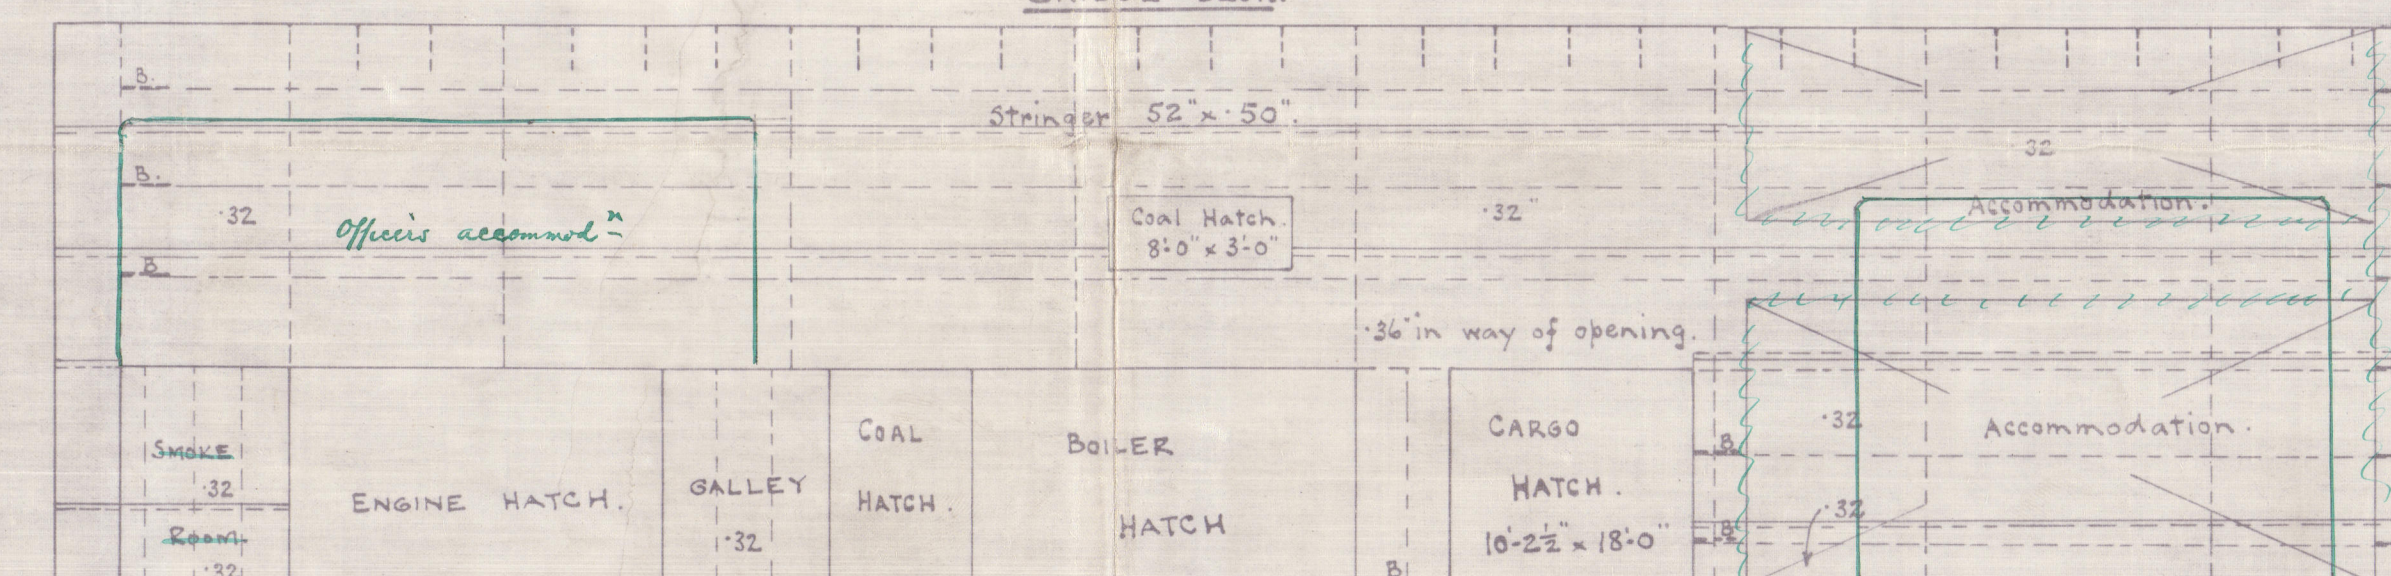 B.
Stringer 52" x ·50".
B.
·32
Officers accommodⁿ
B
Coal Hatch.
8'-0" x 3'-0"
·32"
32
Accommodation.
·36" in way of opening.
SMOKE
·32
ROOM
·32
ENGINE HATCH.
GALLEY
·32
COAL
HATCH.
BOILER
HATCH
B
CARGO
HATCH.
10'-2½" x 18'-0"
B
B
·32
Accommodation.
·32